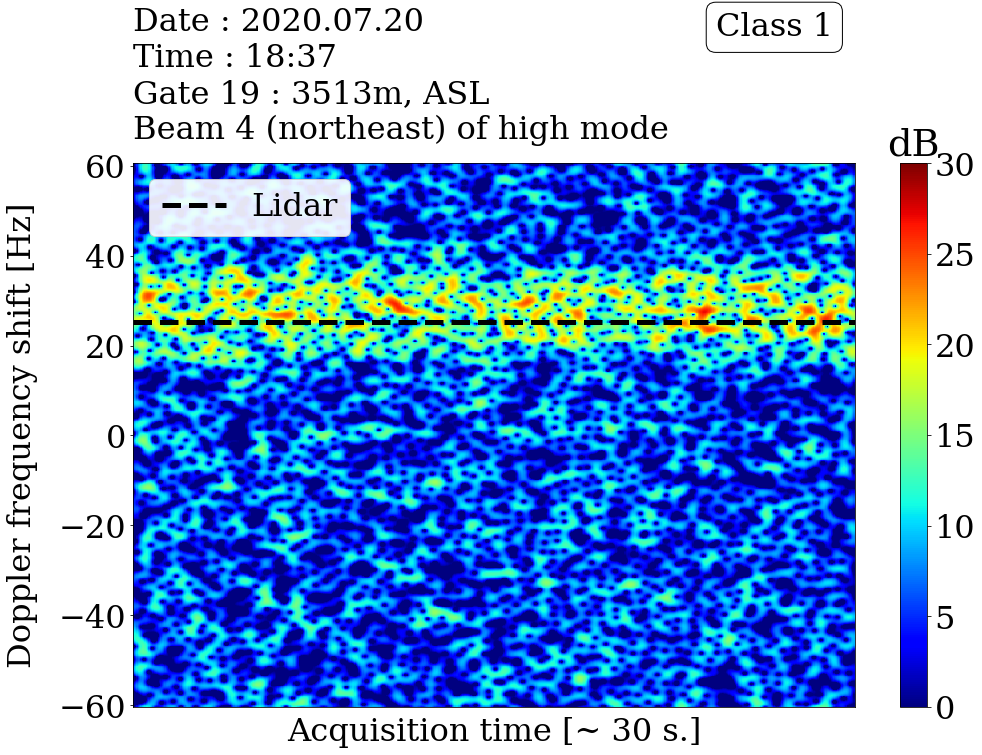 Date : 2020.07.20
Time : 18:37
Gate 19 : 3513m, ASL
Beam 4 (northeast) of high mode
Class 1
dB
Lidar
Doppler frequency shift [Hz]
60
40
20
0
−20
−40
−60
30
25
20
15
10
5
0
Acquisition time [~ 30 s.]